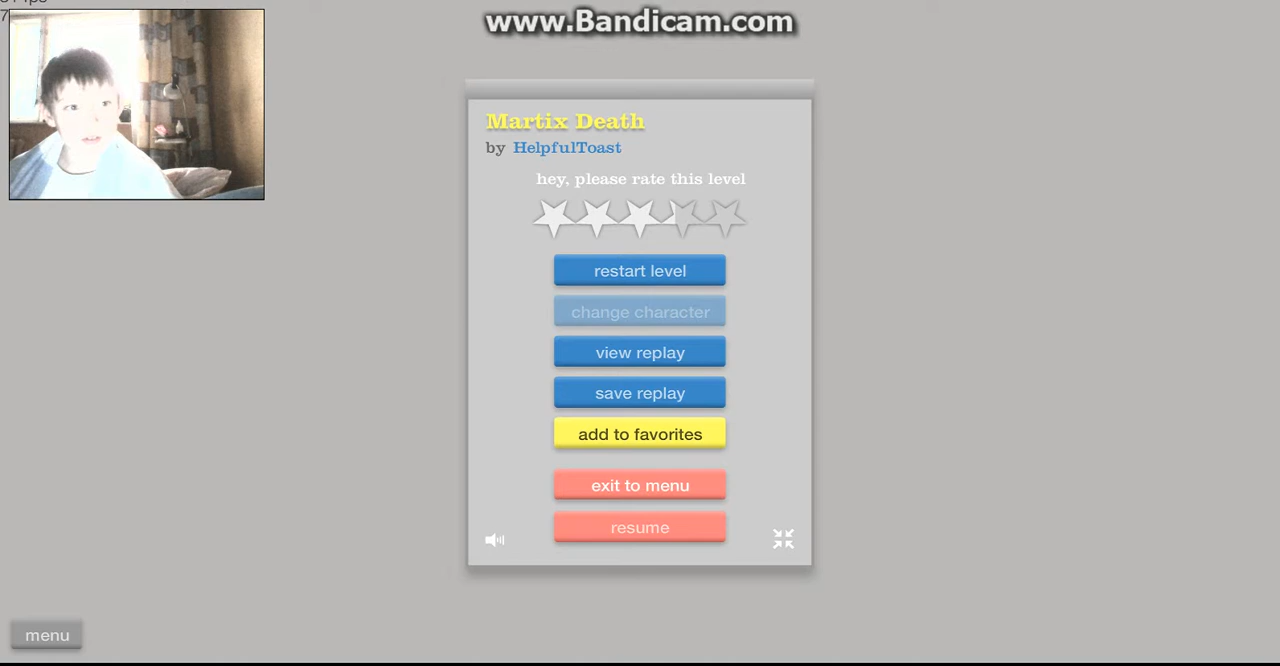 www.Bandicam.com
Martix Death
by HelpfulToast
hey, please rate this level
restart level
change character
view replay
save replay
add to favorites
exit to menu
resume
menu